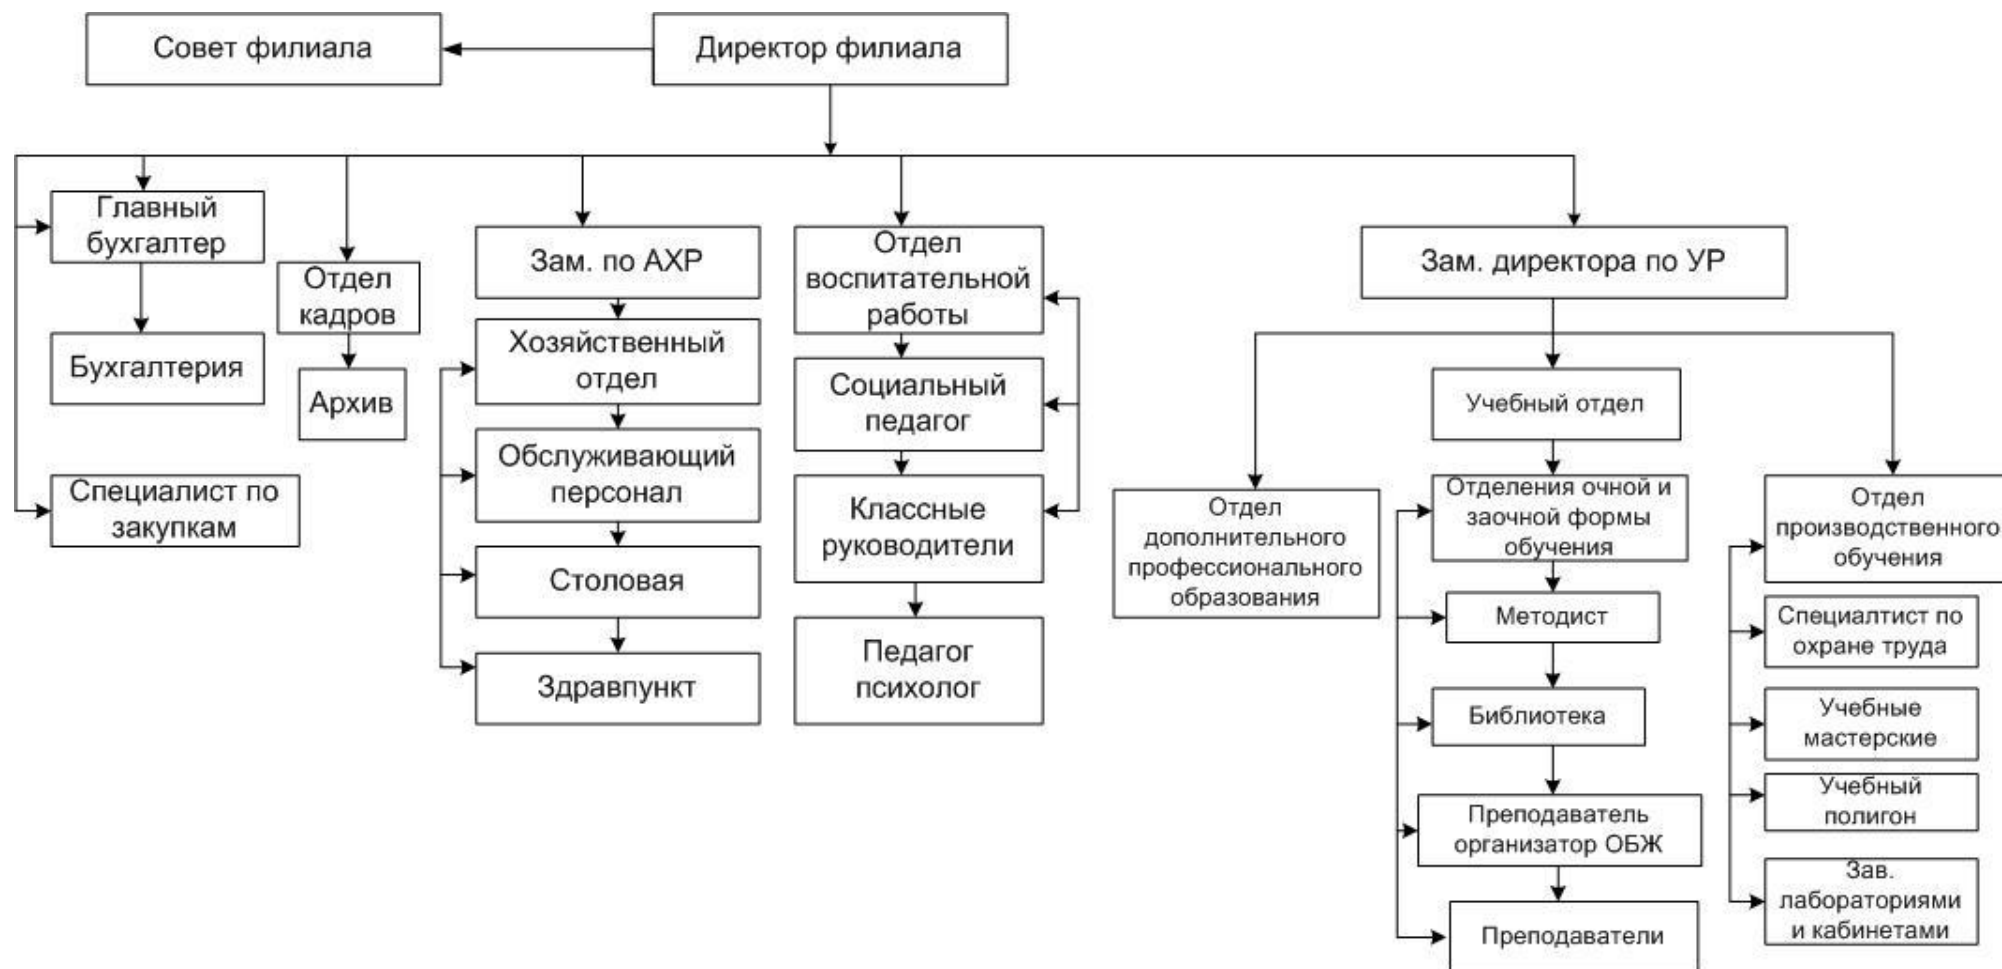 Совет филиала
Директор филиала
Главный
бухгалтер
Бухгалтерия
Специалист по
закупкам
Отдел
кадров
Архив
Зам. по АХР
Хозяйственный
отдел
Обслуживающий
персонал
Столовая
Здравпункт
Отдел
воспитательной
работы
Социальный
педагог
Классные
руководители
Педагог
психолог
Зам. директора по УР
Отдел
дополнительного
профессионального
образования
Учебный отдел
Отделения очной и
заочной формы
обучения
Методист
Библиотека
Преподаватель
организатор ОБЖ
Преподаватели
Отдел
производственного
обучения
Специалтист по
охране труда
Учебные
мастерские
Учебный
полигон
Зав.
лабораториями
и кабинетами